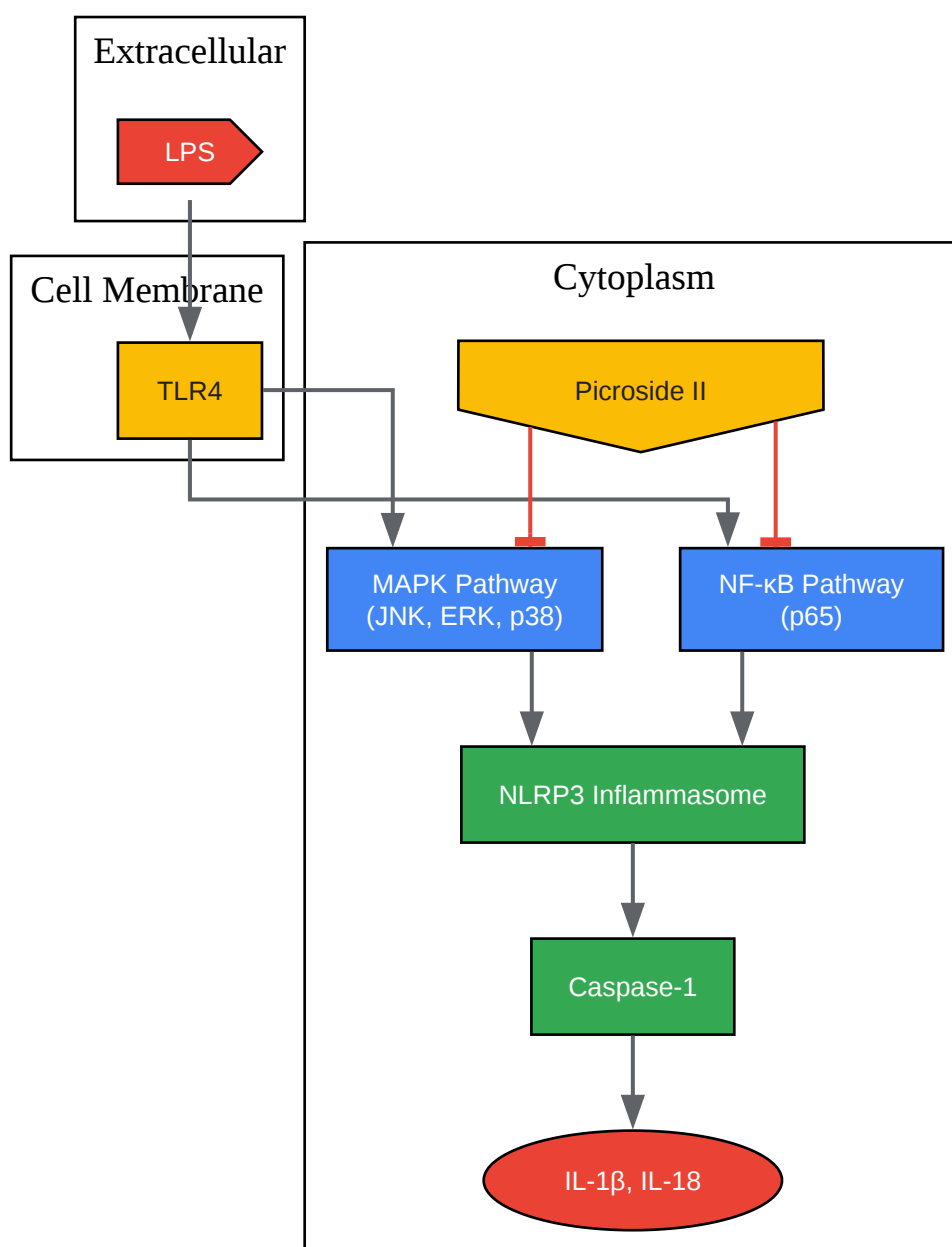 Extracellular
LPS
Cell Membrane
TLR4
Cytoplasm
Picroside II
MAPK Pathway
(JNK, ERK, p38)
NF-κB Pathway
(p65)
NLRP3 Inflammasome
Caspase-1
IL-1β, IL-18